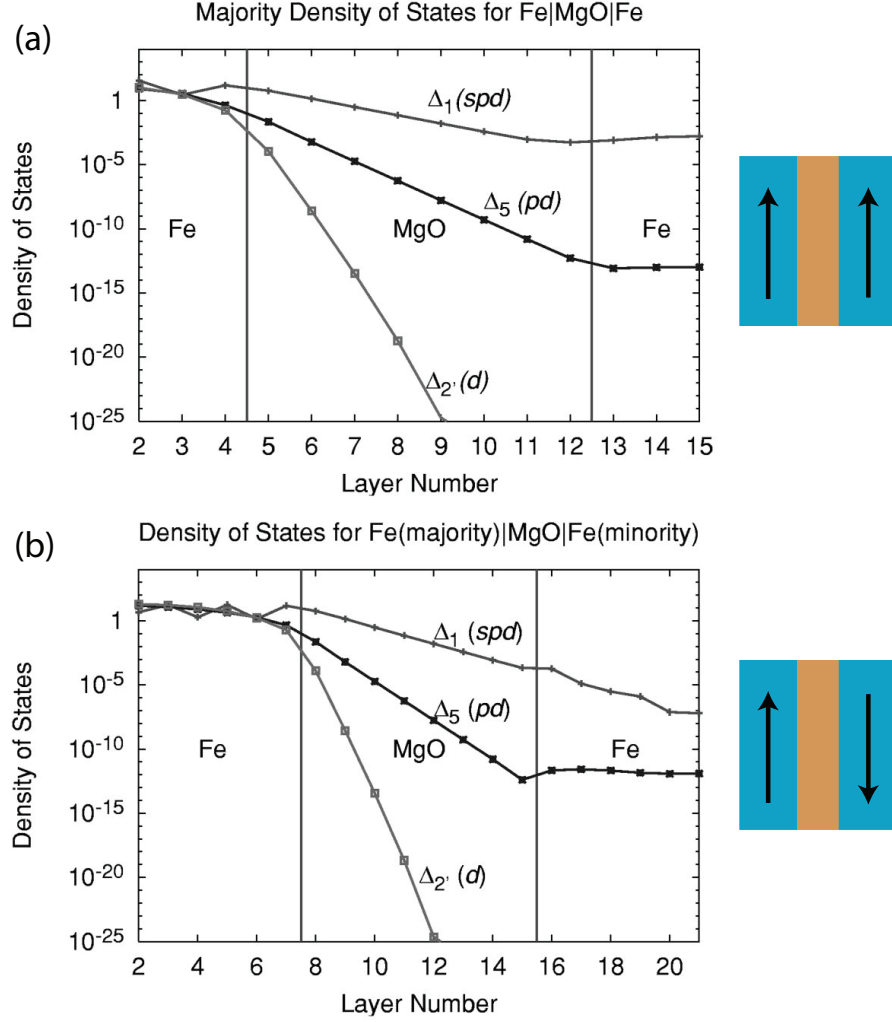 (a)
Majority Density of States for Fe|MgO|Fe
Density of States
1
10-5
10-10
10-15
10-20
10-25
Δ1(spd)
Δ5 (pd)
Fe MgO Fe
Δ2'(d)
2 3 4 5 6 7 8 9 10 11 12 13 14 15
Layer Number
(b)
Density of States for Fe(majority)|MgO|Fe(minority)
Density of States
1
10-5
10-10
10-15
10-20
10-25
Δ1 (spd)
Δ5 (pd)
Fe MgO Fe
Δ2' (d)
2 4 6 8 10 12 14 16 18 20
Layer Number